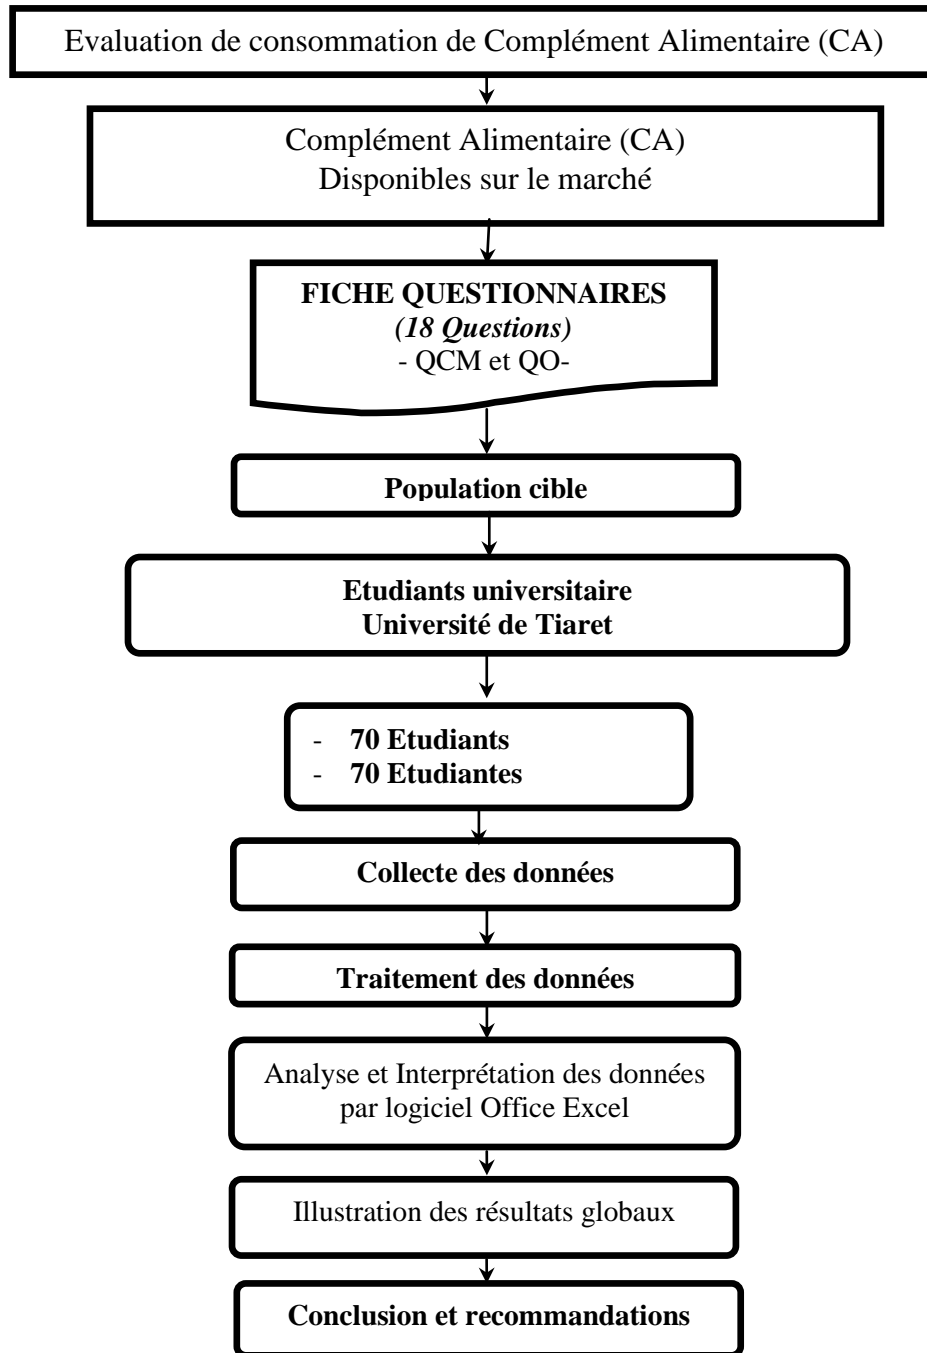 Evaluation de consommation de Complément Alimentaire (CA)
Complément Alimentaire (CA)
Disponibles sur le marché
FICHE QUESTIONNAIRES
(18 Questions)
- QCM et QO-
Population cible
Etudiants universitaire
Université de Tiaret
- 70 Etudiants
- 70 Etudiantes
Collecte des données
Traitement des données
Analyse et Interprétation des données
par logiciel Office Excel
Illustration des résultats globaux
Conclusion et recommandations